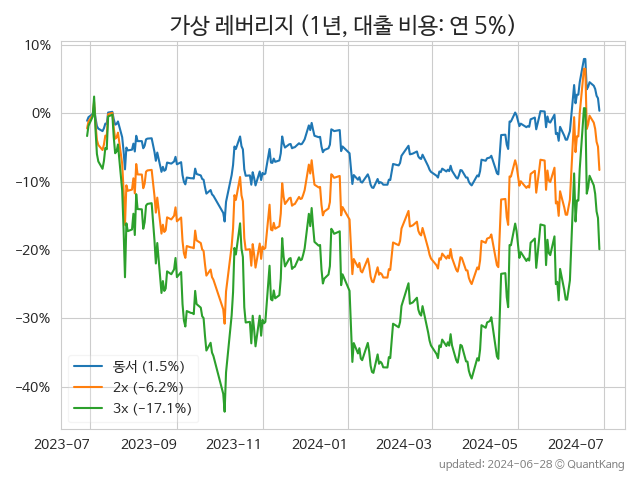 가상 레버리지 (1년, 대출 비용: 연 5%)
10%
0%
−10%
−20%
−30%
−40%
동서 (1.5%)
2x (−6.2%)
3x (−17.1%)
2023-07 2023-09 2023-11 2024-01 2024-03 2024-05 2024-07
updated: 2024-06-28 © QuantKang